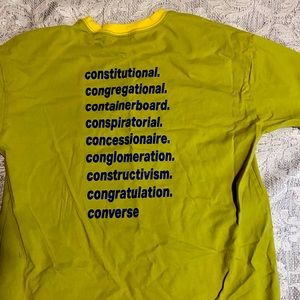 constitutional.
congregational.
containerboard.
conspiratorial.
concessionaire.
conglomeration.
constructivism.
congratulation.
converse